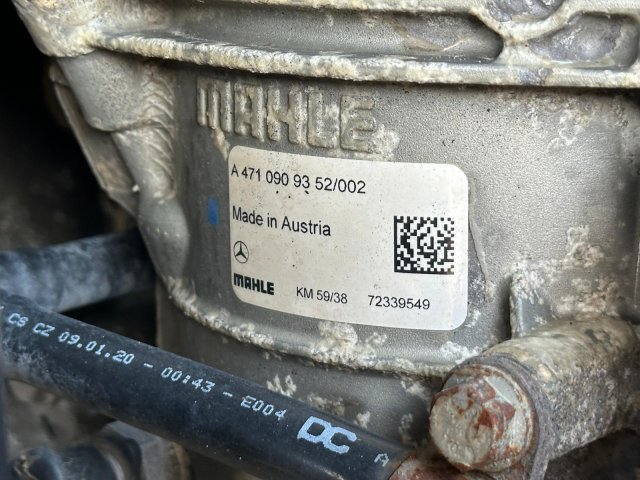 MAHLE
A 471 090 93 52/002
Made in Austria
MAHLE KM 59/38 72339549
CS CZ 09.01.20 - 00:43 - E004 DC A